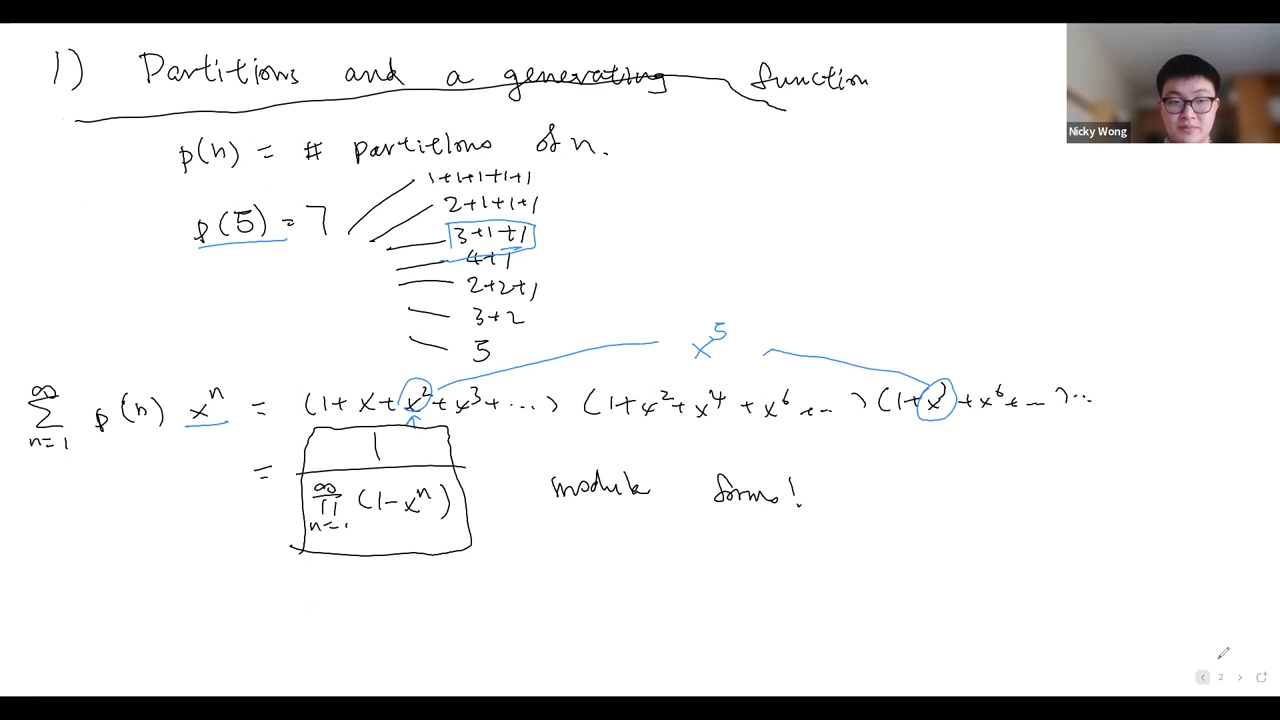 1) Partitions and a generating function
Nicky Wong
p(n) = # partitions of n.
p(5) = 7
1+1+1+1+1
2+1+1+1
3+1+1
4+1
2+2+1
3+2
5
x^5
∞
∑ p(n) x^n = (1+x+x^2+x^3+...) (1+x^2+x^4+x^6+...) (1+x^3+x^6+...)...
n=1
= 1
∞
∏ (1-x^n) forms!
n=1
2